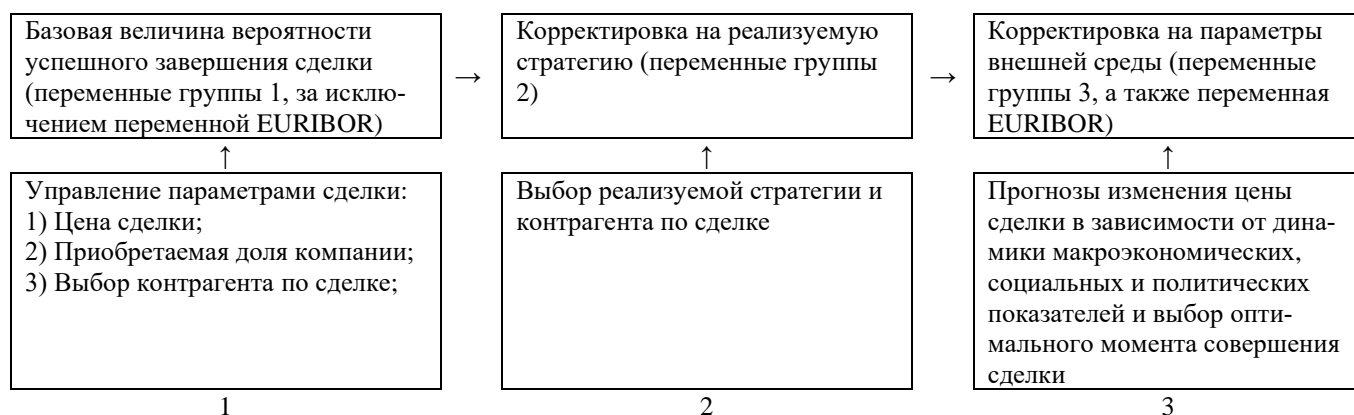 Базовая величина вероятности
успешного завершения сделки
(переменные группы 1, за исклю-
чением переменной EURIBOR)
→
Корректировка на реализуемую
стратегию (переменные группы
2)
→
Корректировка на параметры
внешней среды (переменные
группы 3, а также переменная
EURIBOR)
↑
↑
↑
Управление параметрами сделки:
1) Цена сделки;
2) Приобретаемая доля компании;
3) Выбор контрагента по сделке;
Выбор реализуемой стратегии и
контрагента по сделке
Прогнозы изменения цены
сделки в зависимости от дина-
мики макроэкономических,
социальных и политических
показателей и выбор опти-
мального момента совершения
сделки
1
2
3